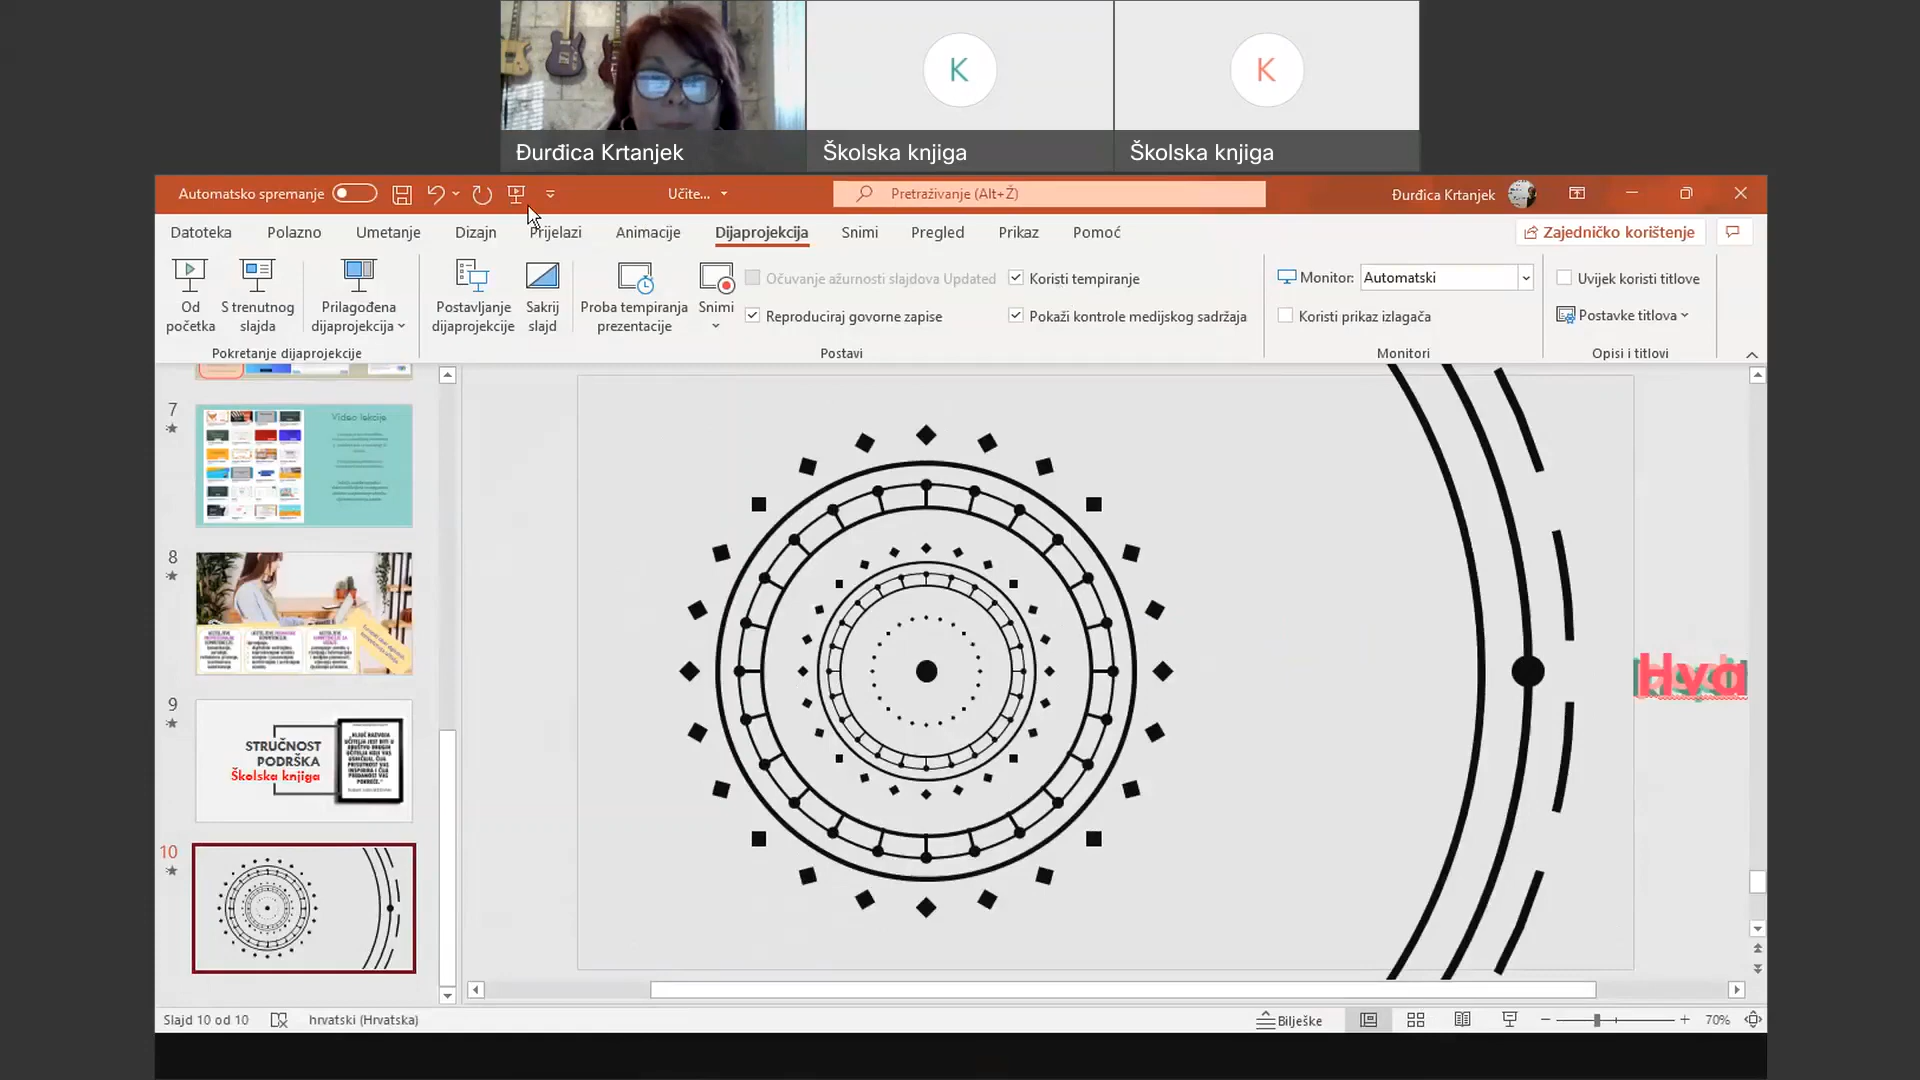 K
K
Đurđica Krtanjek
Školska knjiga
Školska knjiga
Automatsko spremanje
Učite...
Pretraživanje (Alt+Ž)
Đurđica Krtanjek
Datoteka
Polazno
Umetanje
Dizajn
Prijelazi
Animacije
Dijaprojekcija
Snimi
Pregled
Prikaz
Pomoć
Zajedničko korištenje
Od početka
S trenutnog slajda
Prilagođena dijaprojekcija
Pokretanje dijaprojekcije
Postavljanje dijaprojekcije
Sakrij slajd
Proba tempiranja prezentacije
Snimi
Očuvanje ažurnosti slajdova Updated
Reproduciraj govorne zapise
Koristi tempiranje
Pokaži kontrole medijskog sadržaja
Postavi
Monitor:
Automatski
Koristi prikaz izlagača
Monitori
Uvijek koristi titlove
Postavke titlova
Opisi i titlovi
7
Video lekcije
8
9
STRUČNOST
PODRŠKA
Školska knjiga
10
Hva
Slajd 10 od 10
hrvatski (Hrvatska)
Bilješke
70%